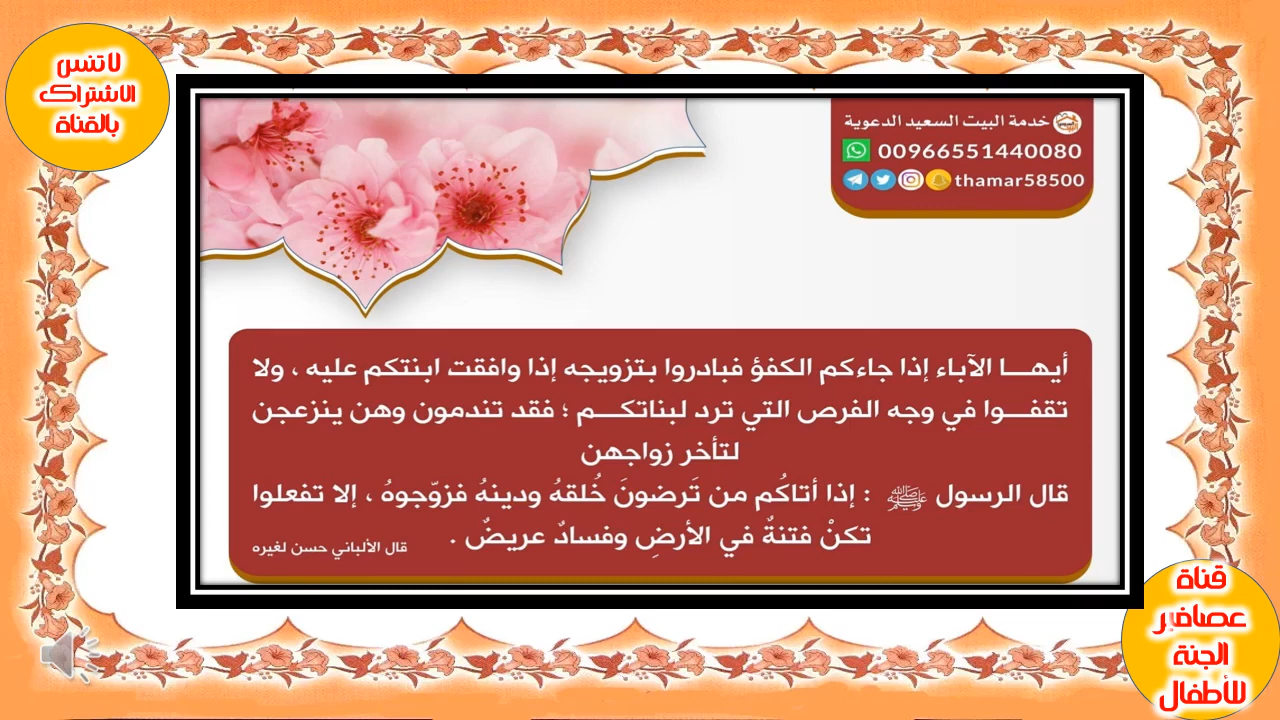 لا تنس
الاشتراك
بالقناة
خدمة البيت السعيد الدعوية
00966551440080
thamar58500
أيهـــا الآباء إذا جاءكم الكفؤ فبادروا بتزويجه إذا وافقت ابنتكم عليه ، ولا
تقفـــوا في وجه الفرص التي ترد لبناتكـــم ؛ فقد تندمون وهن ينزعجن
لتأخر زواجهن
قال الرسول ﷺ : إذا أتاكُم من تَرضونَ خُلقهُ ودينهُ فزوّجوهُ ، إلا تفعلوا
تكنْ فتنةٌ في الأرضِ وفسادٌ عريضٌ .
قال الألباني حسن لغيره
قناة
عصافير
الجنة
للأطفال